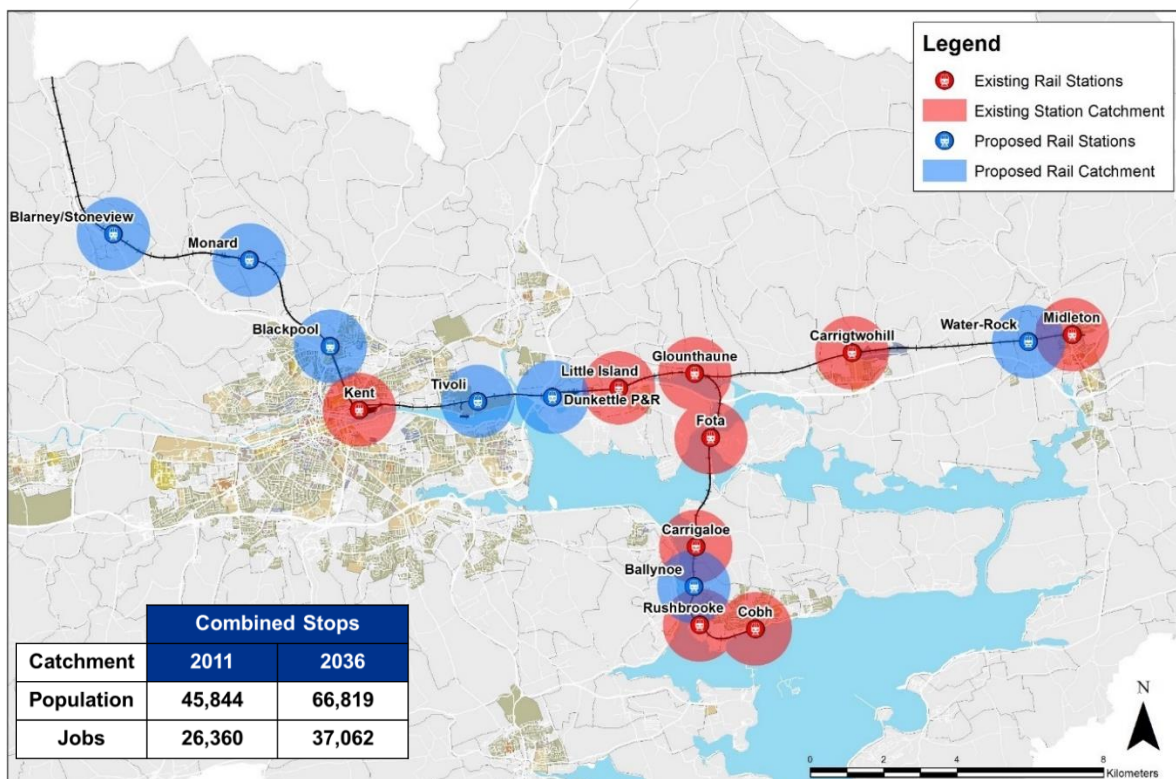 Legend
Existing Rail Stations
Existing Station Catchment
Proposed Rail Stations
Proposed Rail Catchment
Blarney/Stoneview
Monard
Blackpool
Kent
Tivoli
Dunkettle P&R
Little Island
Glounthaune
Carrigtwohill
Water-Rock
Midleton
Fota
Carrigaloe
Ballynoe
Rushbrooke
Cobh
Combined Stops
Catchment 2011 2036
Population 45,844 66,819
Jobs 26,360 37,062
N
0 2 4 8
Kilometers